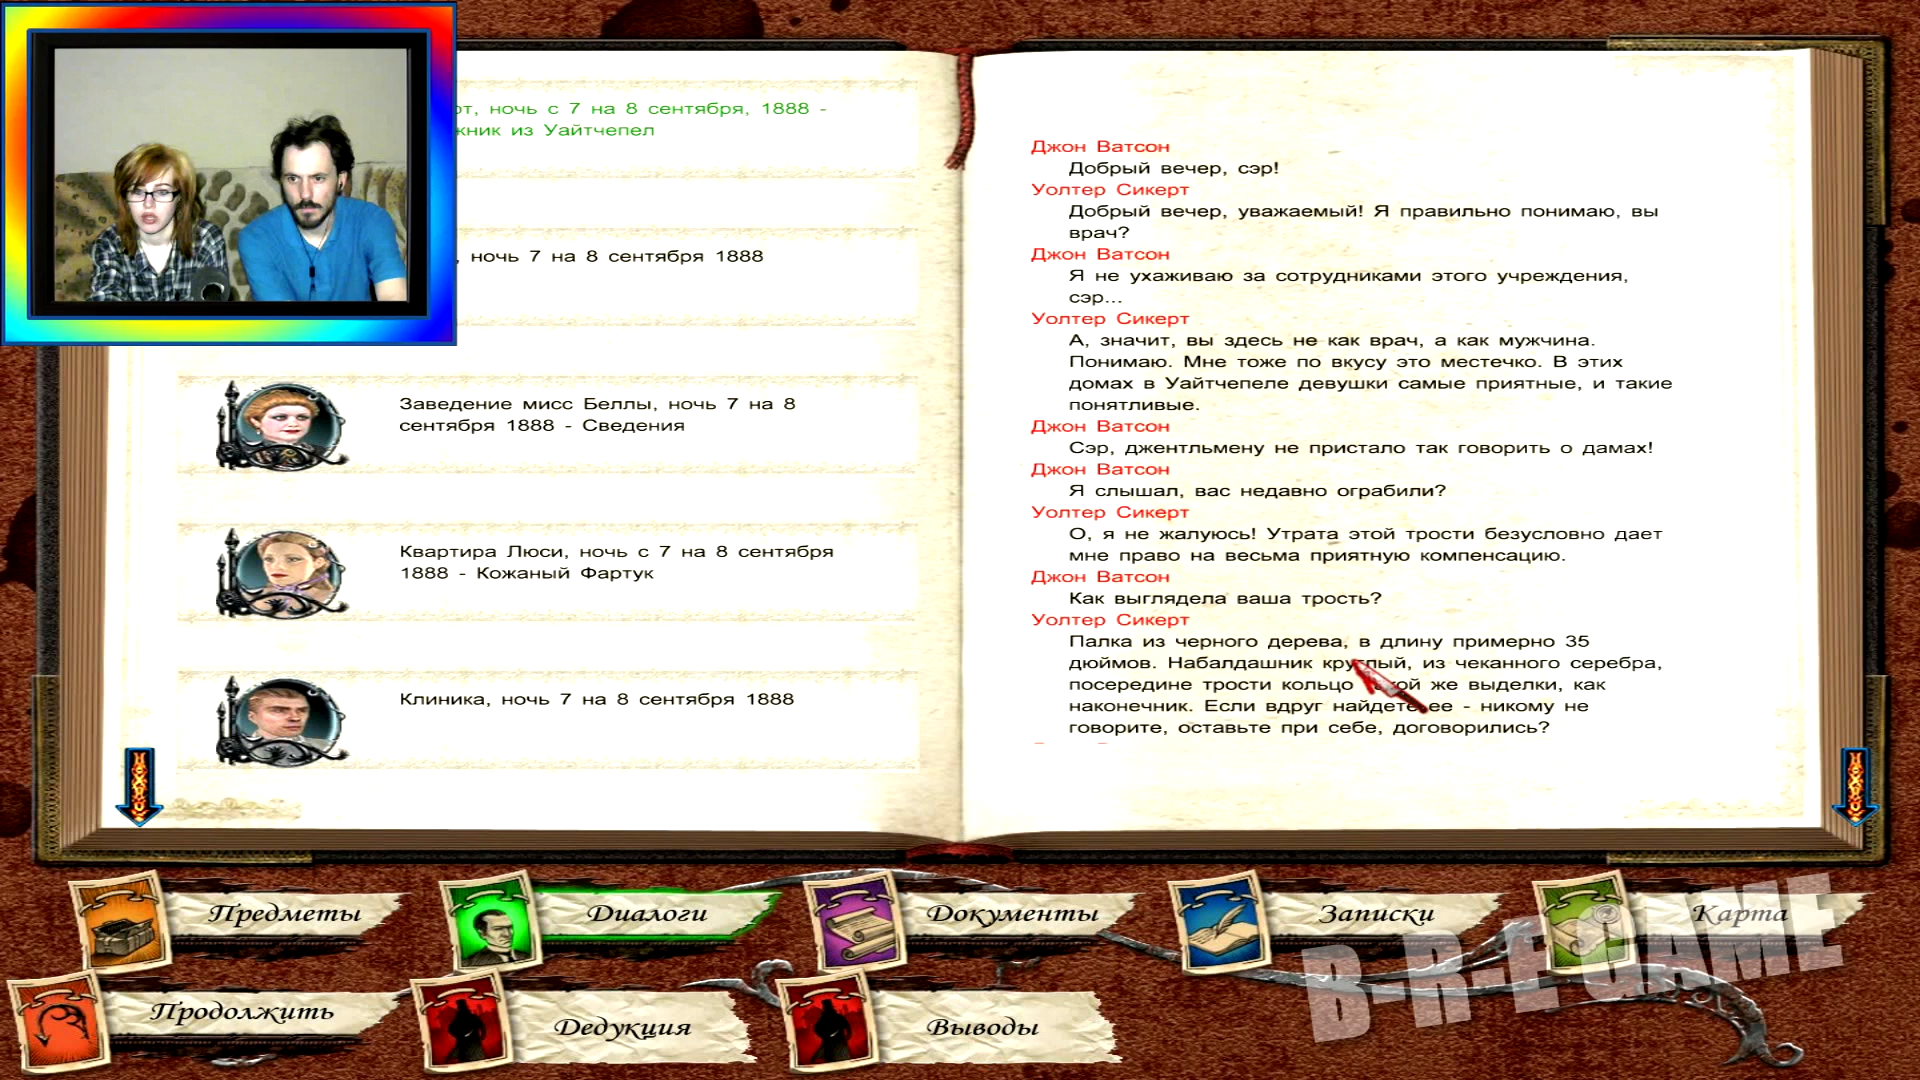 ночь с 7 на 8 сентября, 1888 -
из Уайтчепел
, ночь 7 на 8 сентября 1888
Заведение мисс Беллы, ночь 7 на 8
сентября 1888 - Сведения
Квартира Люси, ночь с 7 на 8 сентября
1888 - Кожаный Фартук
Клиника, ночь 7 на 8 сентября 1888
Джон Ватсон
Добрый вечер, сэр!
Уолтер Сикерт
Добрый вечер, уважаемый! Я правильно понимаю, вы
врач?
Джон Ватсон
Я не ухаживаю за сотрудниками этого учреждения,
сэр...
Уолтер Сикерт
А, значит, вы здесь не как врач, а как мужчина.
Понимаю. Мне тоже по вкусу это местечко. В этих
домах в Уайтчепеле девушки самые приятные, и такие
понятливые.
Джон Ватсон
Сэр, джентльмену не пристало так говорить о дамах!
Джон Ватсон
Я слышал, вас недавно ограбили?
Уолтер Сикерт
О, я не жалуюсь! Утрата этой трости безусловно дает
мне право на весьма приятную компенсацию.
Джон Ватсон
Как выглядела ваша трость?
Уолтер Сикерт
Палка из черного дерева, в длину примерно 35
дюймов. Набалдашник круглый, из чеканного серебра,
посередине трости кольцо такой же выделки, как
наконечник. Если вдруг найдете ее - никому не
говорите, оставьте при себе, договорились?
Предметы
Диалоги
Документы
Записки
Карта
Продолжить
Дедукция
Выводы
B-R-F GAME